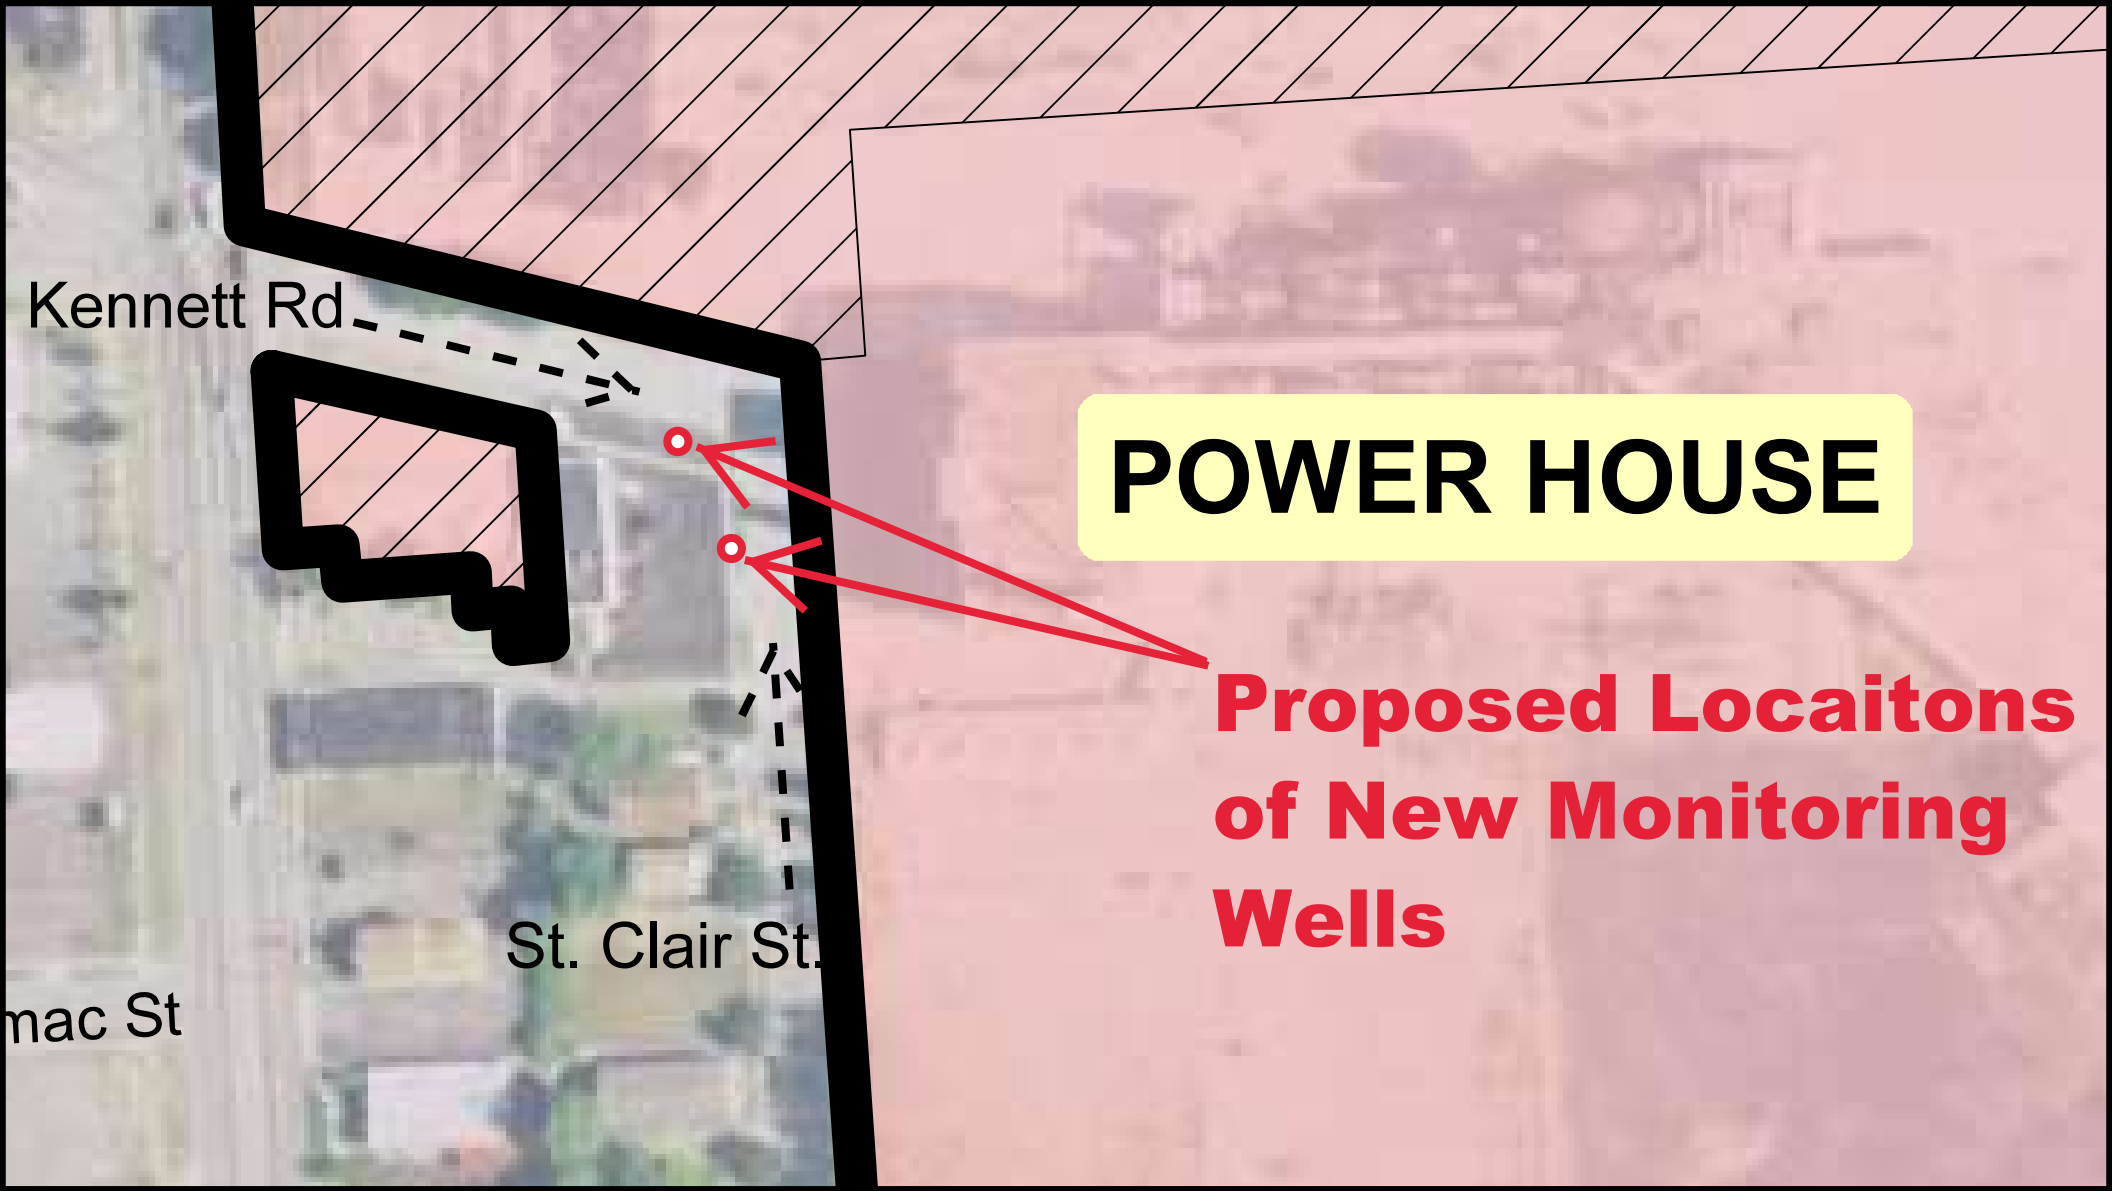 Kennett Rd
POWER HOUSE
Proposed Locaitons
of New Monitoring
Wells
St. Clair St.
mac St